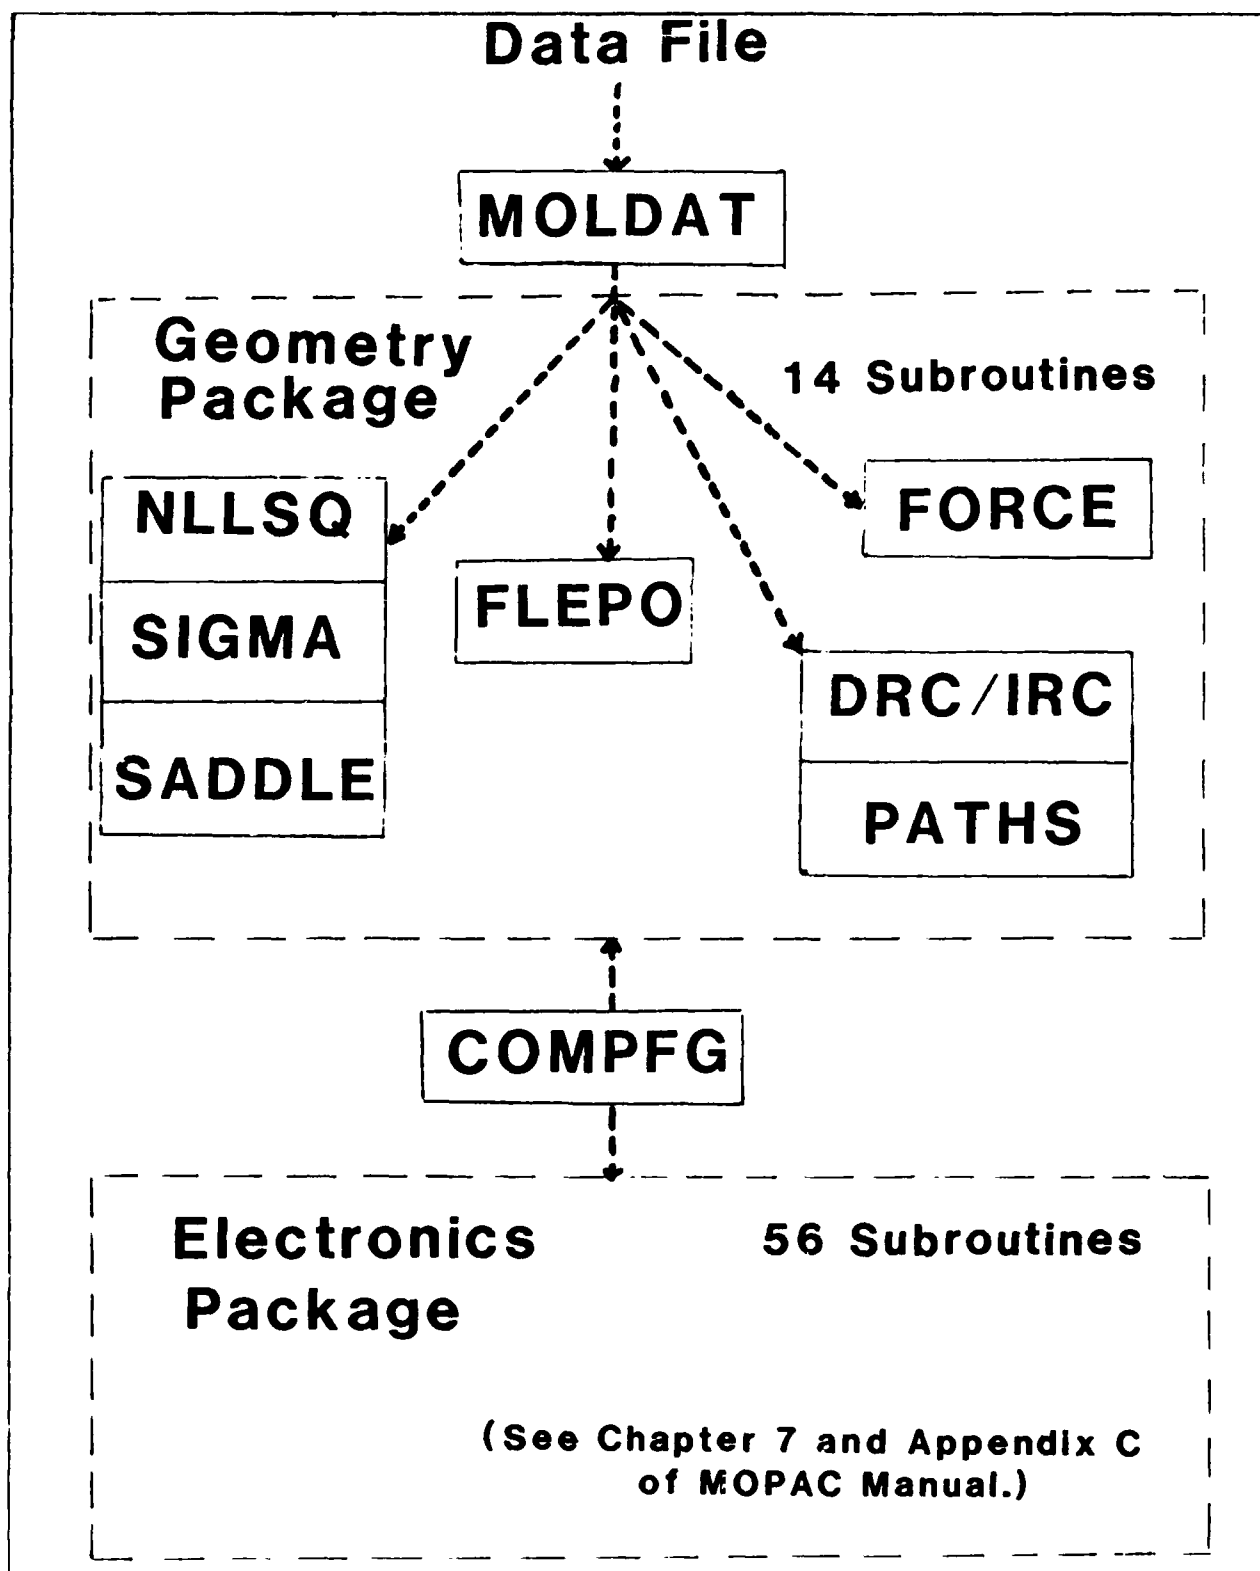 Data File
MOLDAT
Geometry
Package
14 Subroutines
NLLSQ
SIGMA
SADDLE
FLEPO
FORCE
DRC/IRC
PATHS
COMPFG
Electronics
Package
56 Subroutines
(See Chapter 7 and Appendix C
of MOPAC Manual.)